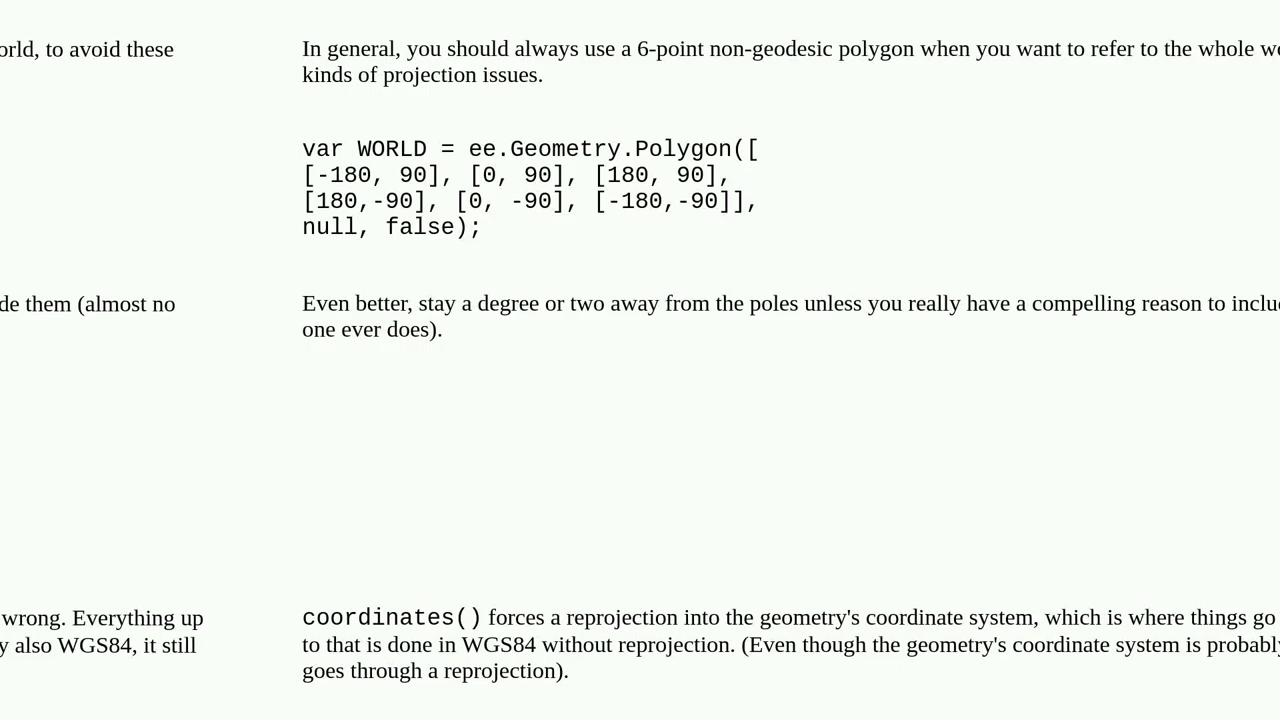 orld, to avoid these
In general, you should always use a 6-point non-geodesic polygon when you want to refer to the whole w
kinds of projection issues.
var WORLD = ee.Geometry.Polygon([
[-180, 90], [0, 90], [180, 90],
[180,-90], [0, -90], [-180,-90]],
null, false);
de them (almost no
Even better, stay a degree or two away from the poles unless you really have a compelling reason to inclu
one ever does).
wrong. Everything up
coordinates() forces a reprojection into the geometry's coordinate system, which is where things go
y also WGS84, it still
to that is done in WGS84 without reprojection. (Even though the geometry's coordinate system is probabl
goes through a reprojection).